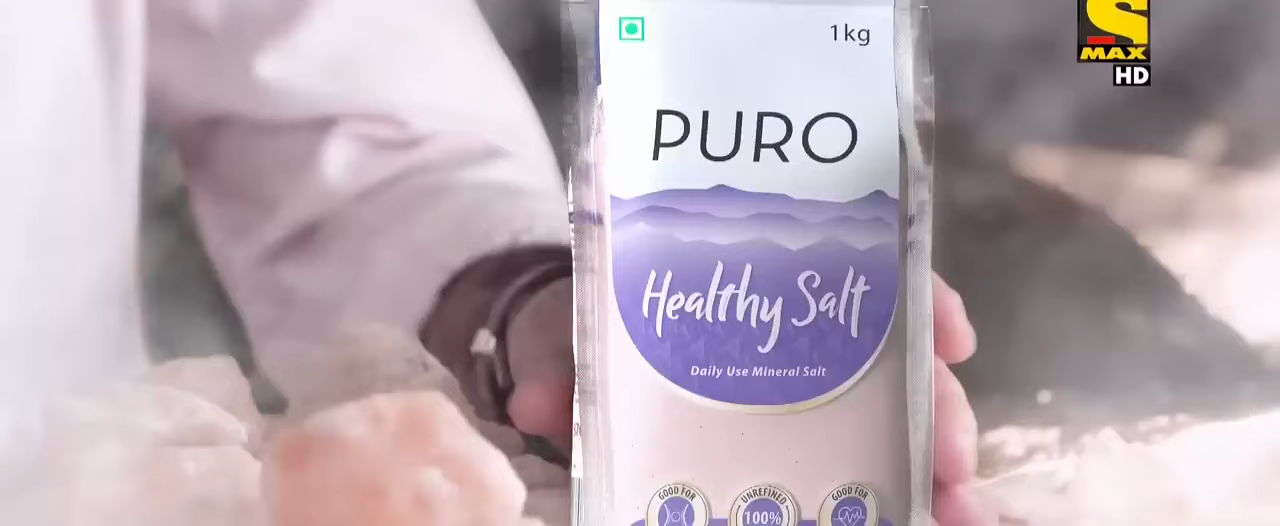 S
MAX
HD
1kg
PURO
Healthy Salt
Daily Use Mineral Salt
GOOD FOR
UNREFINED
100%
GOOD FOR